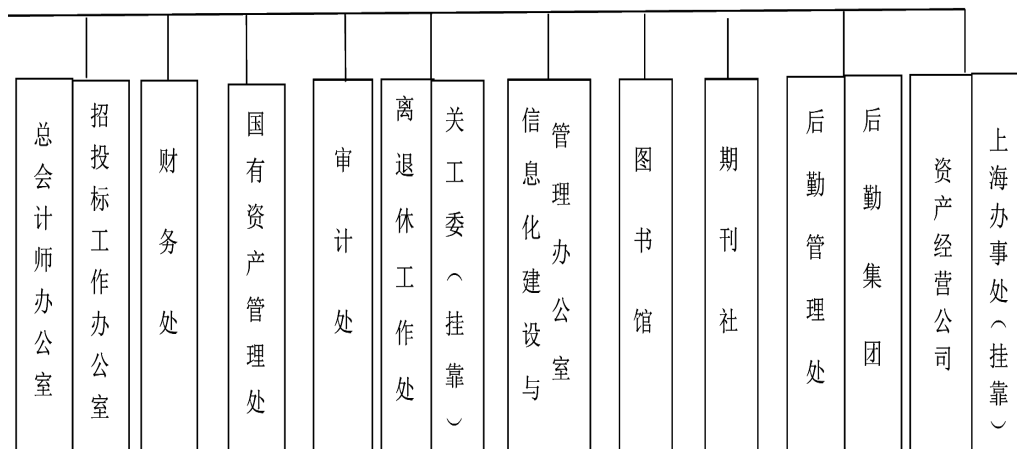 总会计师办公室
招投标工作办公室
财务处
国有资产管理处
审计处
离退休工作处
关工委（挂靠）
信息化建设与
管理办公室
图书馆
期刊社
后勤管理处
后勤集团
资产经营公司
上海办事处（挂靠）